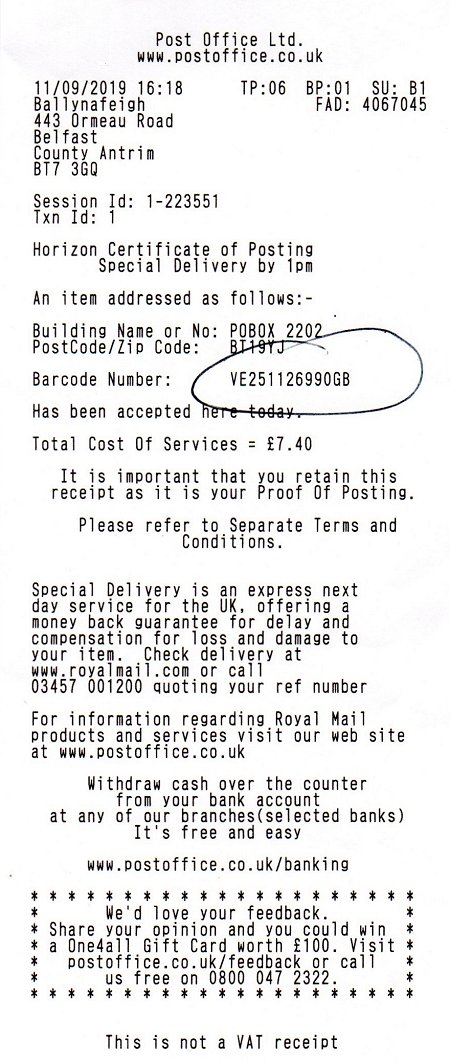 Post Office Ltd.
www.postoffice.co.uk
11/09/2019 16:18 TP:06 BP:01 SU: B1
Ballynafeigh FAD: 4067045
443 Ormeau Road
Belfast
County Antrim
BT7 3GQ
Session Id: 1-223551
Txn Id: 1
Horizon Certificate of Posting
Special Delivery by 1pm
An item addressed as follows:-
Building Name or No: POBOX 2202
PostCode/Zip Code: BT19YJ
Barcode Number: VE251126990GB
Has been accepted here today.
Total Cost Of Services = £7.40
It is important that you retain this
receipt as it is your Proof Of Posting.
Please refer to Separate Terms and
Conditions.
Special Delivery is an express next
day service for the UK, offering a
money back guarantee for delay and
compensation for loss and damage to
your item. Check delivery at
www.royalmail.com or call
03457 001200 quoting your ref number
For information regarding Royal Mail
products and services visit our web site
at www.postoffice.co.uk
Withdraw cash over the counter
from your bank account
at any of our branches(selected banks)
It's free and easy
www.postoffice.co.uk/banking
* * * * * * * * * * * * * * * * * * * * *
* We'd love your feedback. *
* Share your opinion and you could win *
* a One4all Gift Card worth £100. Visit *
* postoffice.co.uk/feedback or call *
* us free on 0800 047 2322. *
* * * * * * * * * * * * * * * * * * * * *
This is not a VAT receipt